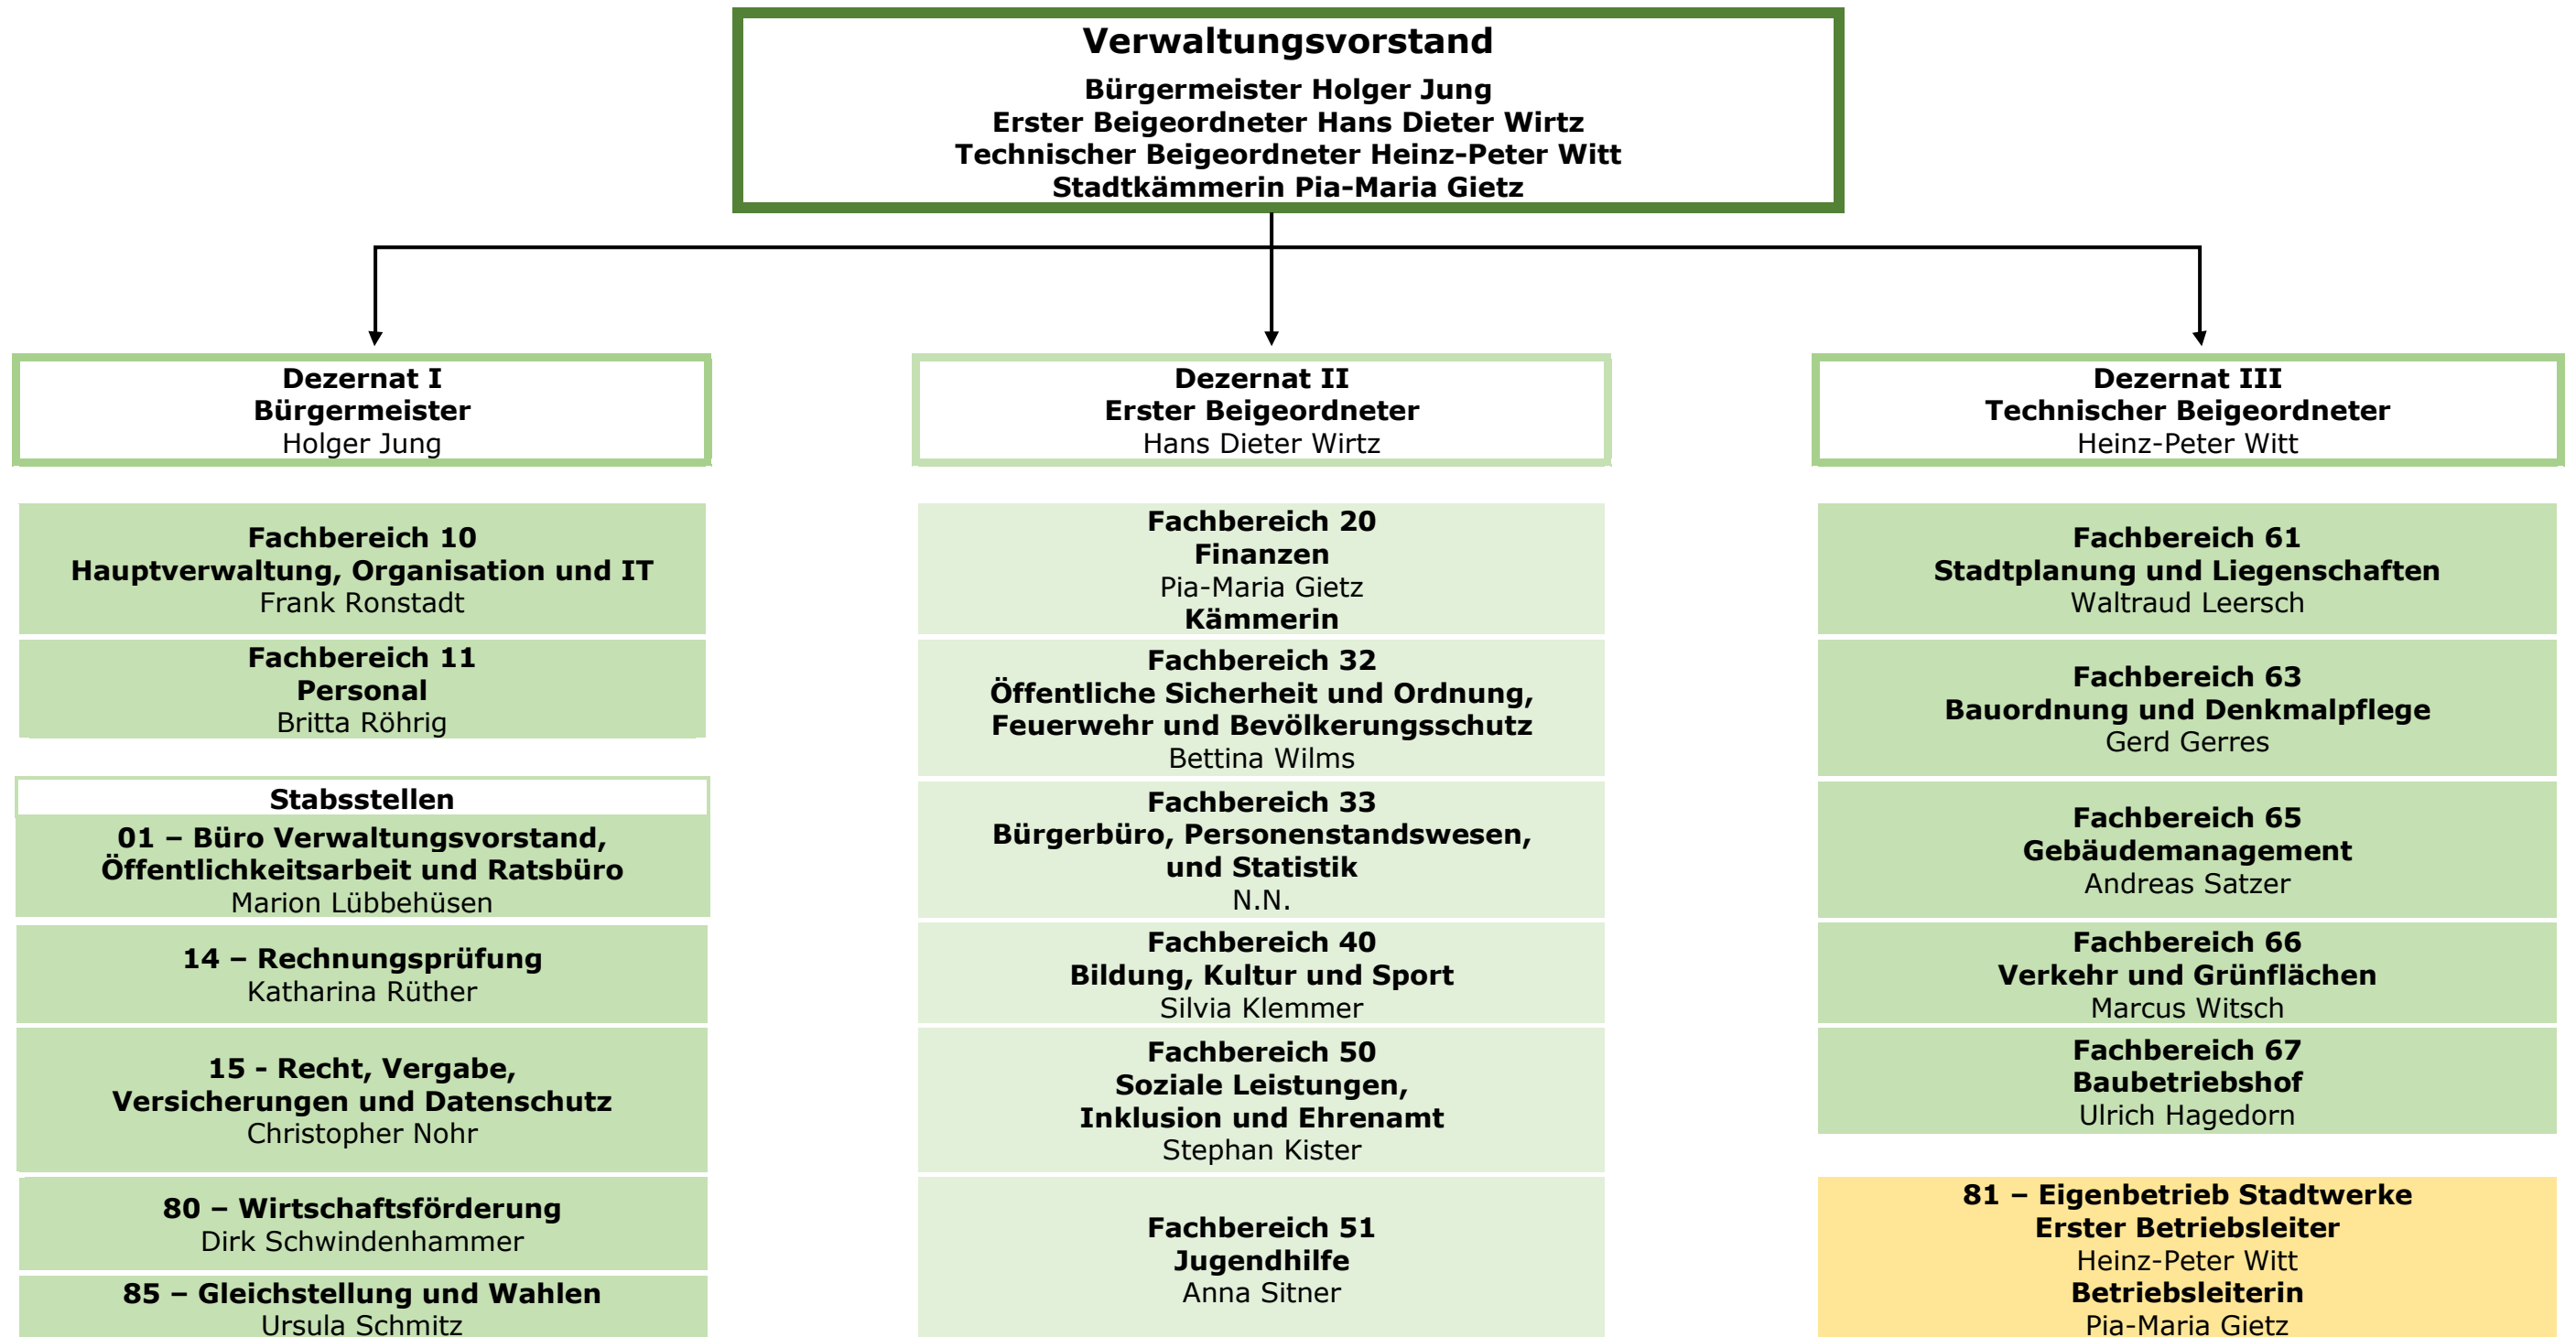 Verwaltungsvorstand
Bürgermeister Holger Jung
Erster Beigeordneter Hans Dieter Wirtz
Technischer Beigeordneter Heinz-Peter Witt
Stadtkämmerin Pia-Maria Gietz
Dezernat I
Bürgermeister
Holger Jung
Fachbereich 10
Hauptverwaltung, Organisation und IT
Frank Ronstadt
Fachbereich 11
Personal
Britta Röhrig
Stabsstellen
01 – Büro Verwaltungsvorstand,
Öffentlichkeitsarbeit und Ratsbüro
Marion Lübbehüsen
14 – Rechnungsprüfung
Katharina Rüther
15 - Recht, Vergabe,
Versicherungen und Datenschutz
Christopher Nohr
80 – Wirtschaftsförderung
Dirk Schwindenhammer
85 – Gleichstellung und Wahlen
Ursula Schmitz
Dezernat II
Erster Beigeordneter
Hans Dieter Wirtz
Fachbereich 20
Finanzen
Pia-Maria Gietz
Kämmerin
Fachbereich 32
Öffentliche Sicherheit und Ordnung,
Feuerwehr und Bevölkerungsschutz
Bettina Wilms
Fachbereich 33
Bürgerbüro, Personenstandswesen,
und Statistik
N.N.
Fachbereich 40
Bildung, Kultur und Sport
Silvia Klemmer
Fachbereich 50
Soziale Leistungen,
Inklusion und Ehrenamt
Stephan Kister
Fachbereich 51
Jugendhilfe
Anna Sitner
Dezernat III
Technischer Beigeordneter
Heinz-Peter Witt
Fachbereich 61
Stadtplanung und Liegenschaften
Waltraud Leersch
Fachbereich 63
Bauordnung und Denkmalpflege
Gerd Gerres
Fachbereich 65
Gebäudemanagement
Andreas Satzer
Fachbereich 66
Verkehr und Grünflächen
Marcus Witsch
Fachbereich 67
Baubetriebshof
Ulrich Hagedorn
81 – Eigenbetrieb Stadtwerke
Erster Betriebsleiter
Heinz-Peter Witt
Betriebsleiterin
Pia-Maria Gietz